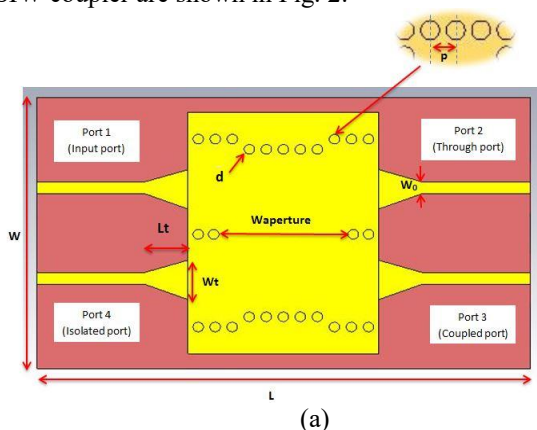 SIW coupler are shown in Fig. 2.
P
Port 1
(Input port)
Port 2
(Through port)
d
W₀
Waperture
W
Lt
Wt
Port 4
(Isolated port)
Port 3
(Coupled port)
L
(a)